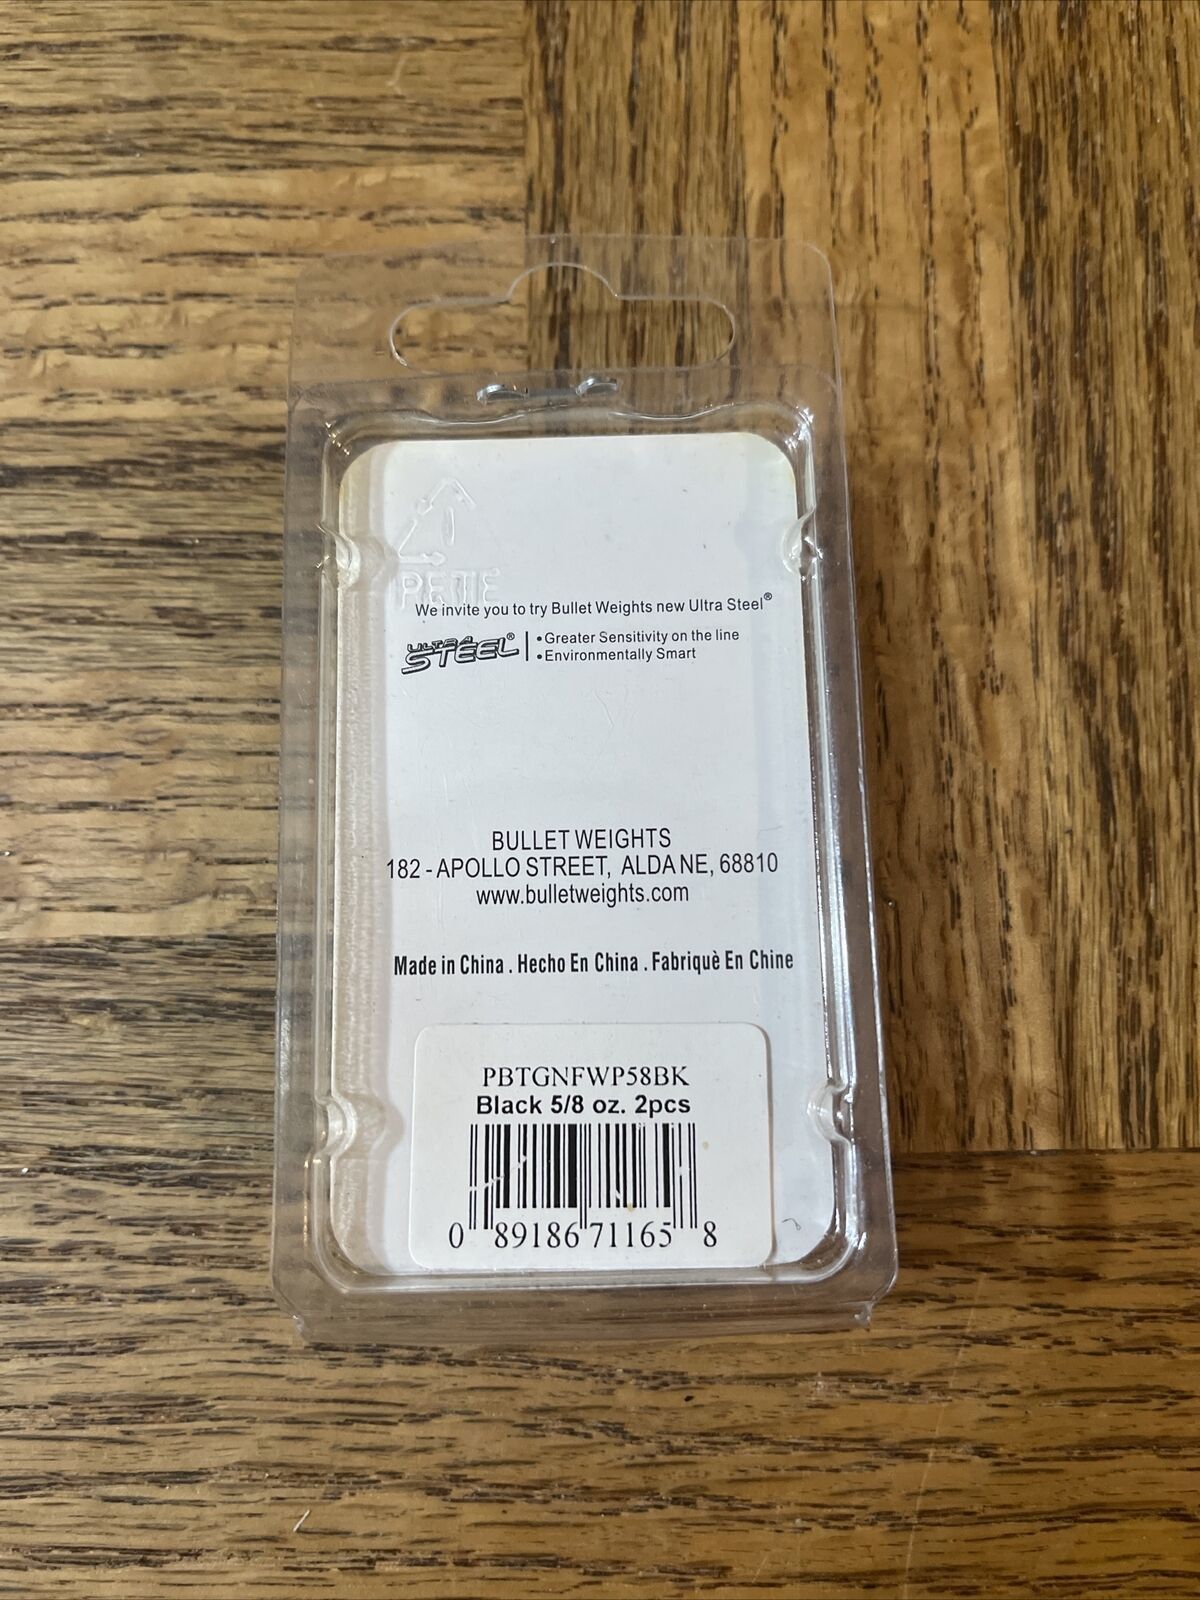 PETE
We invite you to try Bullet Weights new Ultra Steel®
ULTRA STEEL®
•Greater Sensitivity on the line
•Environmentally Smart
BULLET WEIGHTS
182 - APOLLO STREET, ALDA NE, 68810
www.bulletweights.com
Made in China . Hecho En China . Fabriquè En Chine
PBTGNFWP58BK
Black 5/8 oz. 2pcs
0 89186 71165 8